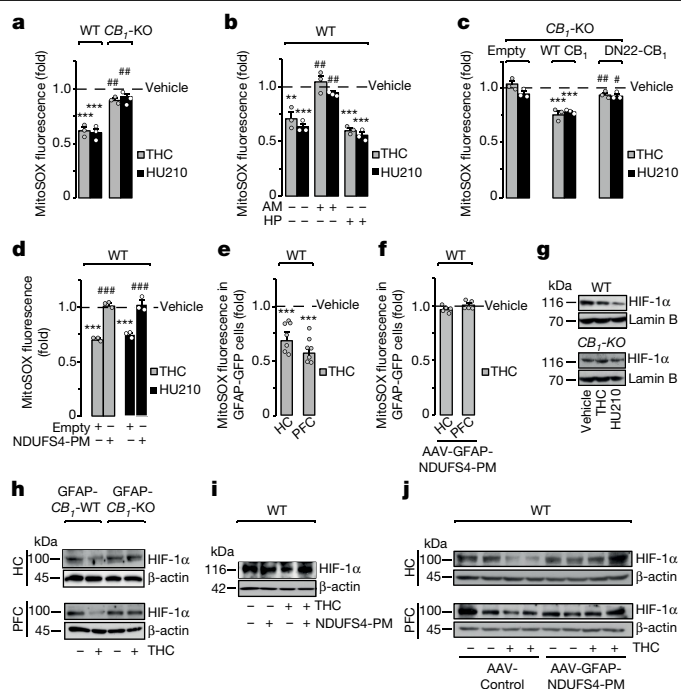 a
WT CB1-KO
MitoSOX fluorescence (fold)
1.0
0.5
0
Vehicle
*** *** ## ##
THC
HU210
b
WT
MitoSOX fluorescence (fold)
1.0
0.5
0
Vehicle
** *** ## ## *** ***
THC
HU210
AM – – + + – –
HP – – – – + +
c
CB1-KO
Empty WT CB1 DN22-CB1
MitoSOX fluorescence (fold)
1.0
0.5
0
Vehicle
*** *** ## #
THC
HU210
d
WT
MitoSOX fluorescence
(fold)
1.0
0.5
0
Vehicle
*** ### *** ###
THC
HU210
Empty + – + –
NDUFS4-PM – + – +
e
WT
MitoSOX fluorescence in
GFAP-GFP cells (fold)
1.0
0.5
0
Vehicle
*** ***
THC
HC PFC
f
WT
MitoSOX fluorescence in
GFAP-GFP cells (fold)
1.0
0.5
0
Vehicle
THC
HC PFC
AAV-GFAP-
NDUFS4-PM
g
kDa WT
116 HIF-1α
70 Lamin B
CB1-KO
116 HIF-1α
70 Lamin B
Vehicle
THC
HU210
h
GFAP- GFAP-
CB1-WT CB1-KO
kDa
HC
100 HIF-1α
45 β-actin
PFC
100 HIF-1α
45 β-actin
– + – + THC
i
WT
kDa
116 HIF-1α
42 β-actin
– – + + THC
– + – + NDUFS4-PM
j
WT
kDa
HC
100 HIF-1α
45 β-actin
PFC
100 HIF-1α
45 β-actin
– – + + – – + + THC
AAV- AAV-GFAP-
Control NDUFS4-PM